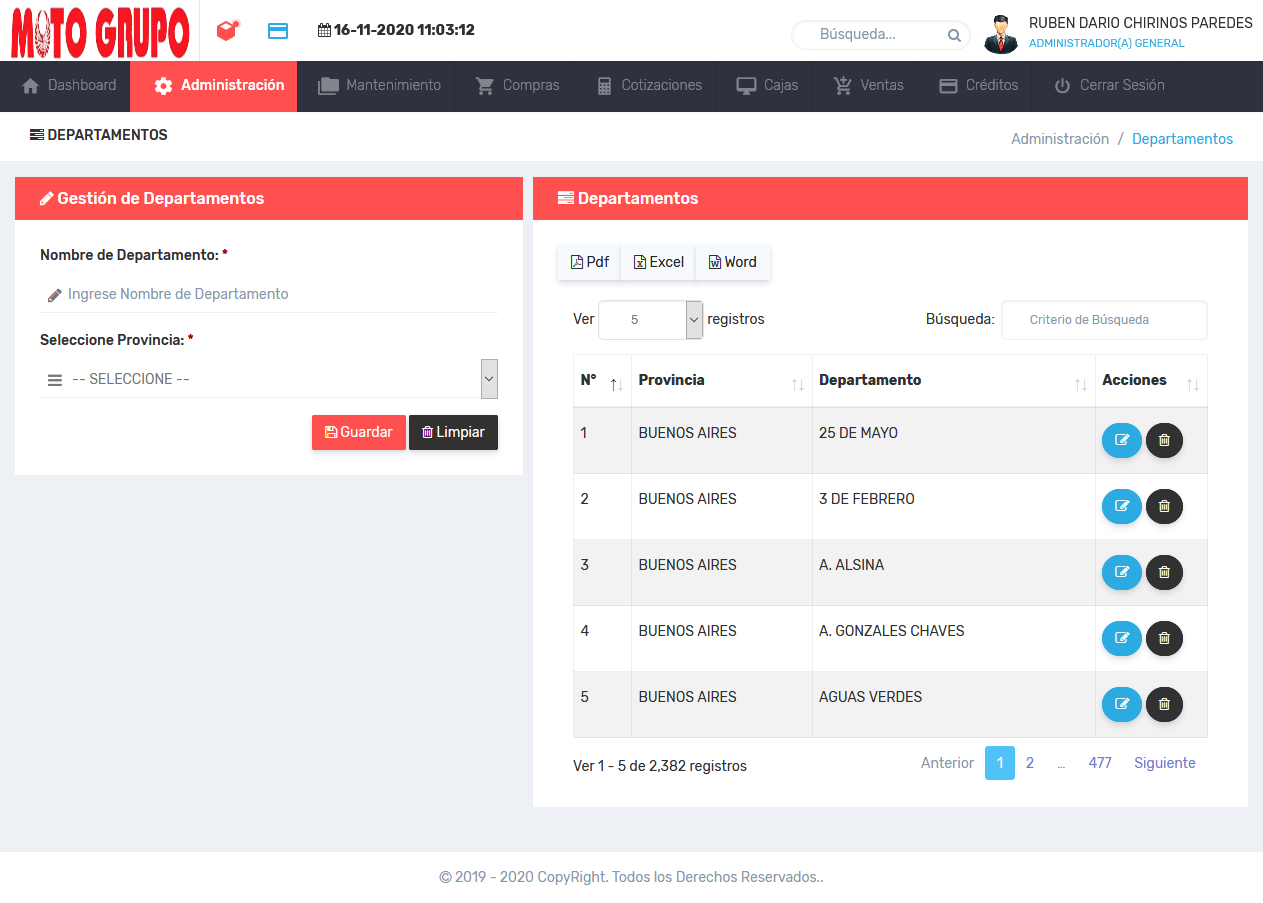 MOTO GRUPO
16-11-2020 11:03:12
Búsqueda...
RUBEN DARIO CHIRINOS PAREDES
ADMINISTRADOR(A) GENERAL
Dashboard
Administración
Mantenimiento
Compras
Cotizaciones
Cajas
Ventas
Créditos
Cerrar Sesión
DEPARTAMENTOS
Administración / Departamentos
Gestión de Departamentos
Nombre de Departamento: *
Ingrese Nombre de Departamento
Seleccione Provincia: *
-- SELECCIONE --
Guardar
Limpiar
Departamentos
Pdf
Excel
Word
Ver 5 registros
Búsqueda: Criterio de Búsqueda
N° Provincia Departamento Acciones
1 BUENOS AIRES 25 DE MAYO
2 BUENOS AIRES 3 DE FEBRERO
3 BUENOS AIRES A. ALSINA
4 BUENOS AIRES A. GONZALES CHAVES
5 BUENOS AIRES AGUAS VERDES
Ver 1 - 5 de 2,382 registros
Anterior 1 2 … 477 Siguiente
© 2019 - 2020 CopyRight. Todos los Derechos Reservados..